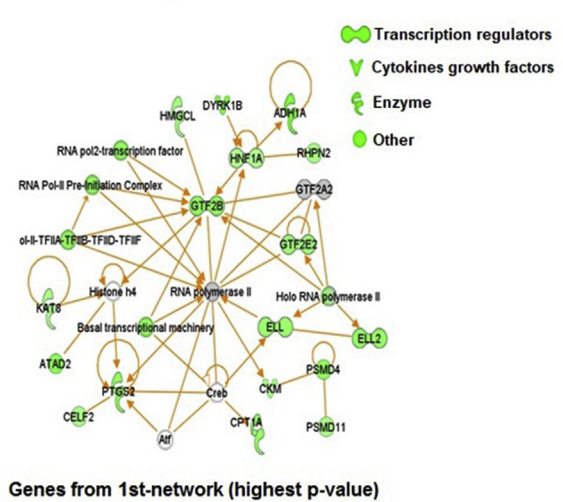 Transcription regulators
Cytokines growth factors
Enzyme
Other
DYRK1B
ADH1A
HMGCL
RNA pol2-transcription factor
HNF1A
RHPN2
RNA Pol-II Pre-Initiation Complex
GTF2A2
GTF2B
ol-II-TFIIA-TFIIB-TFIID-TFIIF
GTF2E2
Histone h4
RNA polymerase II
Holo RNA polymerase II
KAT8
Basal transcriptional machinery
ELL
ELL2
ATAD2
PSMD4
PTGS2
Creb
CKM
CELF2
CPT1A
PSMD11
Atf
Genes from 1st-network (highest p-value)